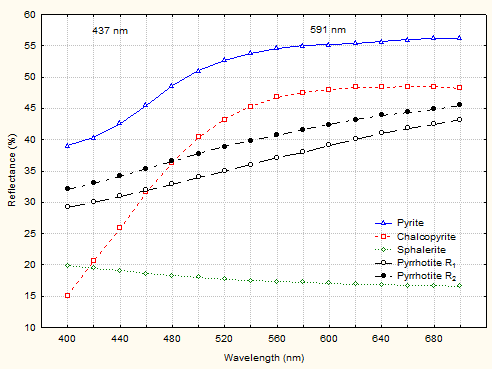 437 nm 591 nm
60
55
50
45
40
35
30
25
20
15
10
Reflectance (%)
400 440 480 520 560 600 640 680
Wavelength (nm)
Pyrite
Chalcopyrite
Sphalerite
Pyrrhotite R1
Pyrrhotite R2